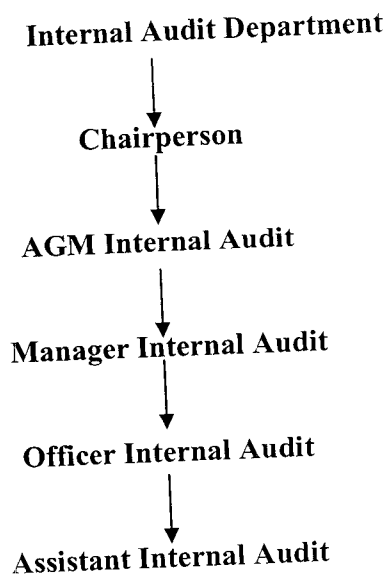 Internal Audit Department
Chairperson
AGM Internal Audit
Manager Internal Audit
Officer Internal Audit
Assistant Internal Audit